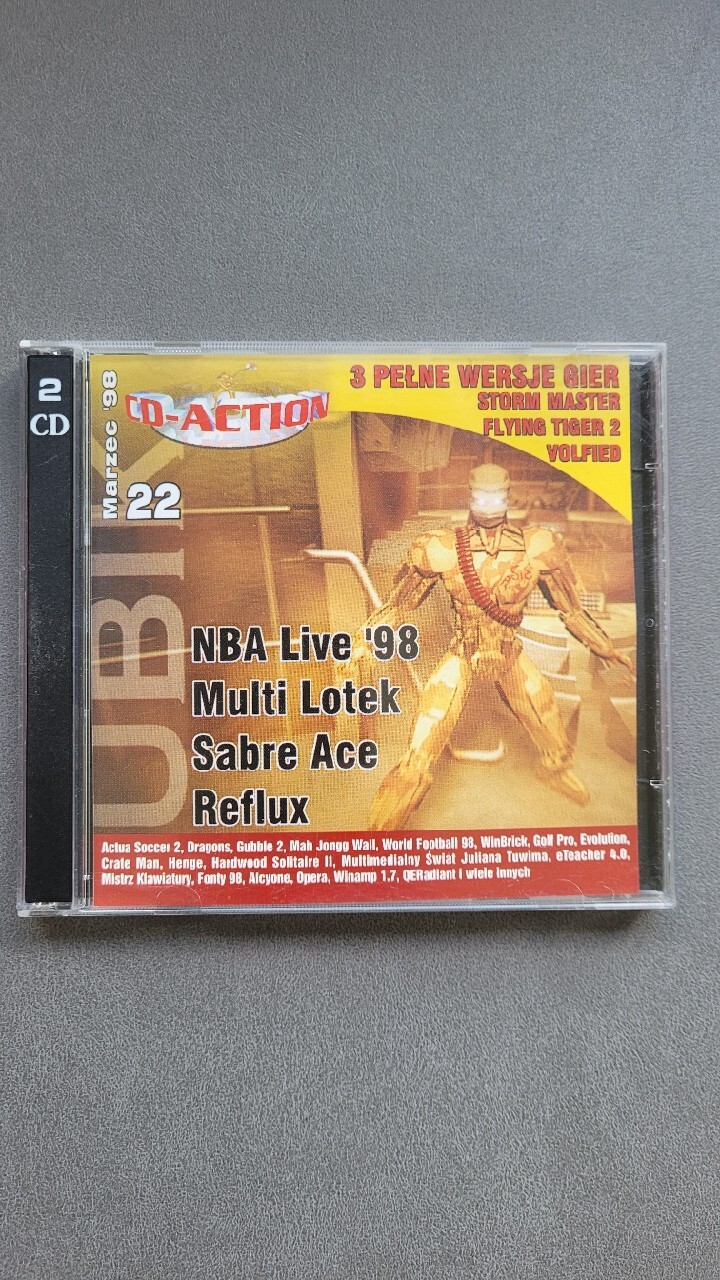 2
CD
Marzec '98
CD-ACTION
22
3 PEŁNE WERSJE GIER
STORM MASTER
FLYING TIGER 2
VOLFIED
UBIK
NBA Live '98
Multi Lotek
Sabre Ace
Reflux
Actua Soccer 2, Dragons, Gubble 2, Mah Jongg Wall, World Football 98, WinBrick, Golf Pro, Evolution,
Crate Man, Henge, Hardwood Solitaire II, Multimedialny Świat Juliana Tuwima, eTeacher 4.0,
Mistrz Klawiatury, Fonty 98, Alcyone, Opera, Winamp 1.7, QERadiant i wiele innych